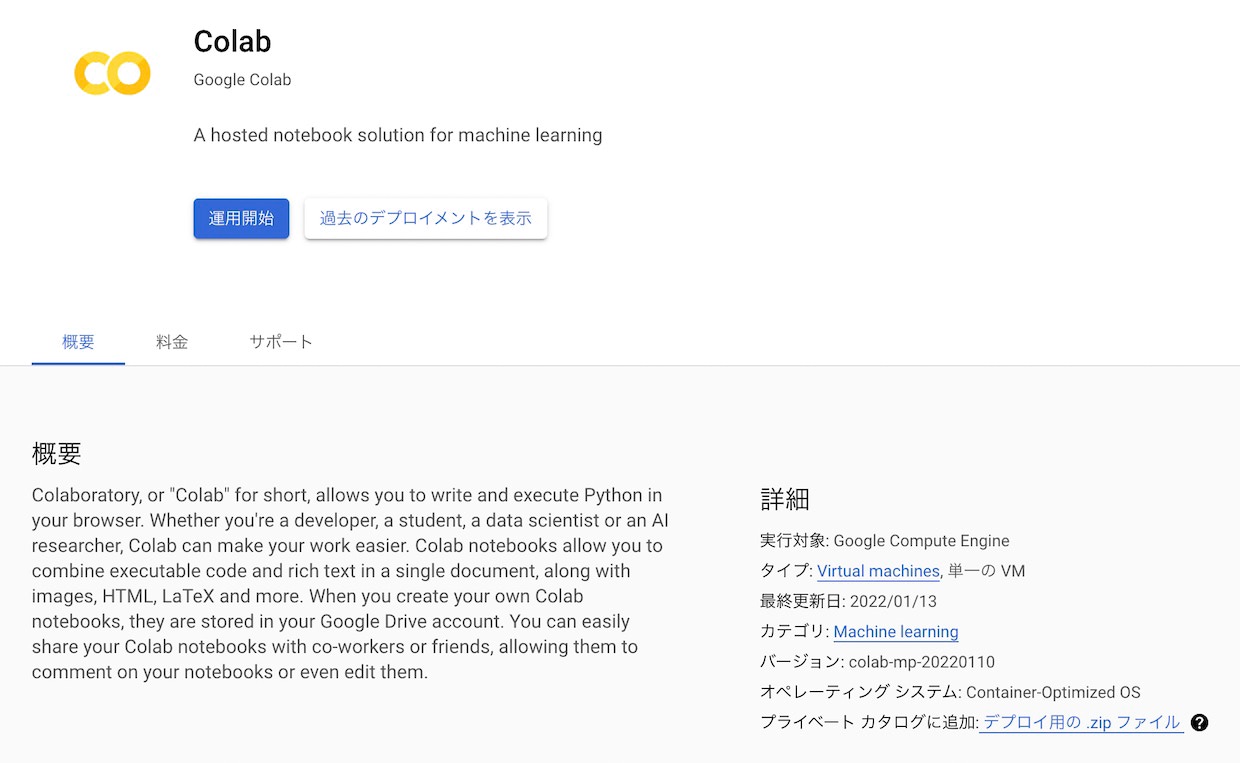 Colab
Google Colab
A hosted notebook solution for machine learning
運用開始
過去のデプロイメントを表示
概要
料金
サポート
概要
Colaboratory, or "Colab" for short, allows you to write and execute Python in
your browser. Whether you're a developer, a student, a data scientist or an AI
researcher, Colab can make your work easier. Colab notebooks allow you to
combine executable code and rich text in a single document, along with
images, HTML, LaTeX and more. When you create your own Colab
notebooks, they are stored in your Google Drive account. You can easily
share your Colab notebooks with co-workers or friends, allowing them to
comment on your notebooks or even edit them.
詳細
実行対象: Google Compute Engine
タイプ: Virtual machines, 単一の VM
最終更新日: 2022/01/13
カテゴリ: Machine learning
バージョン: colab-mp-20220110
オペレーティング システム: Container-Optimized OS
プライベート カタログに追加: デプロイ用の .zip ファイル ?